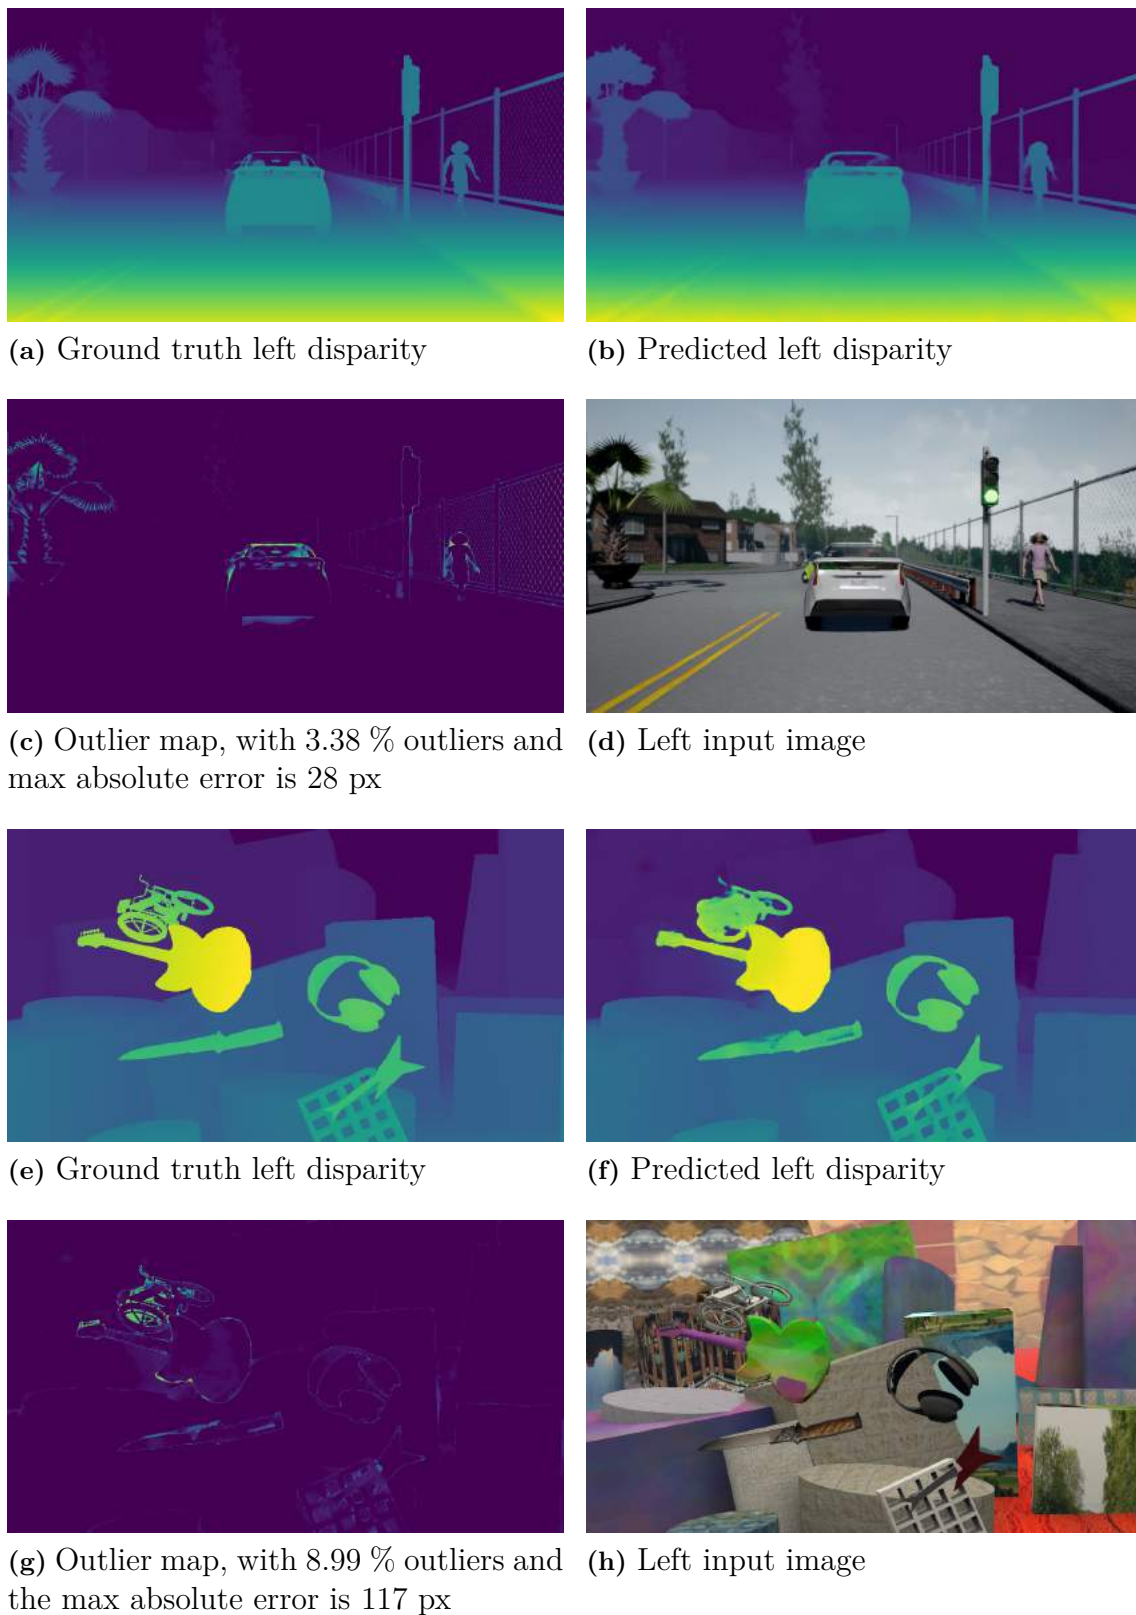 (a) Ground truth left disparity
(b) Predicted left disparity
(c) Outlier map, with 3.38 % outliers and
max absolute error is 28 px
(d) Left input image
(e) Ground truth left disparity
(f) Predicted left disparity
(g) Outlier map, with 8.99 % outliers and
the max absolute error is 117 px
(h) Left input image